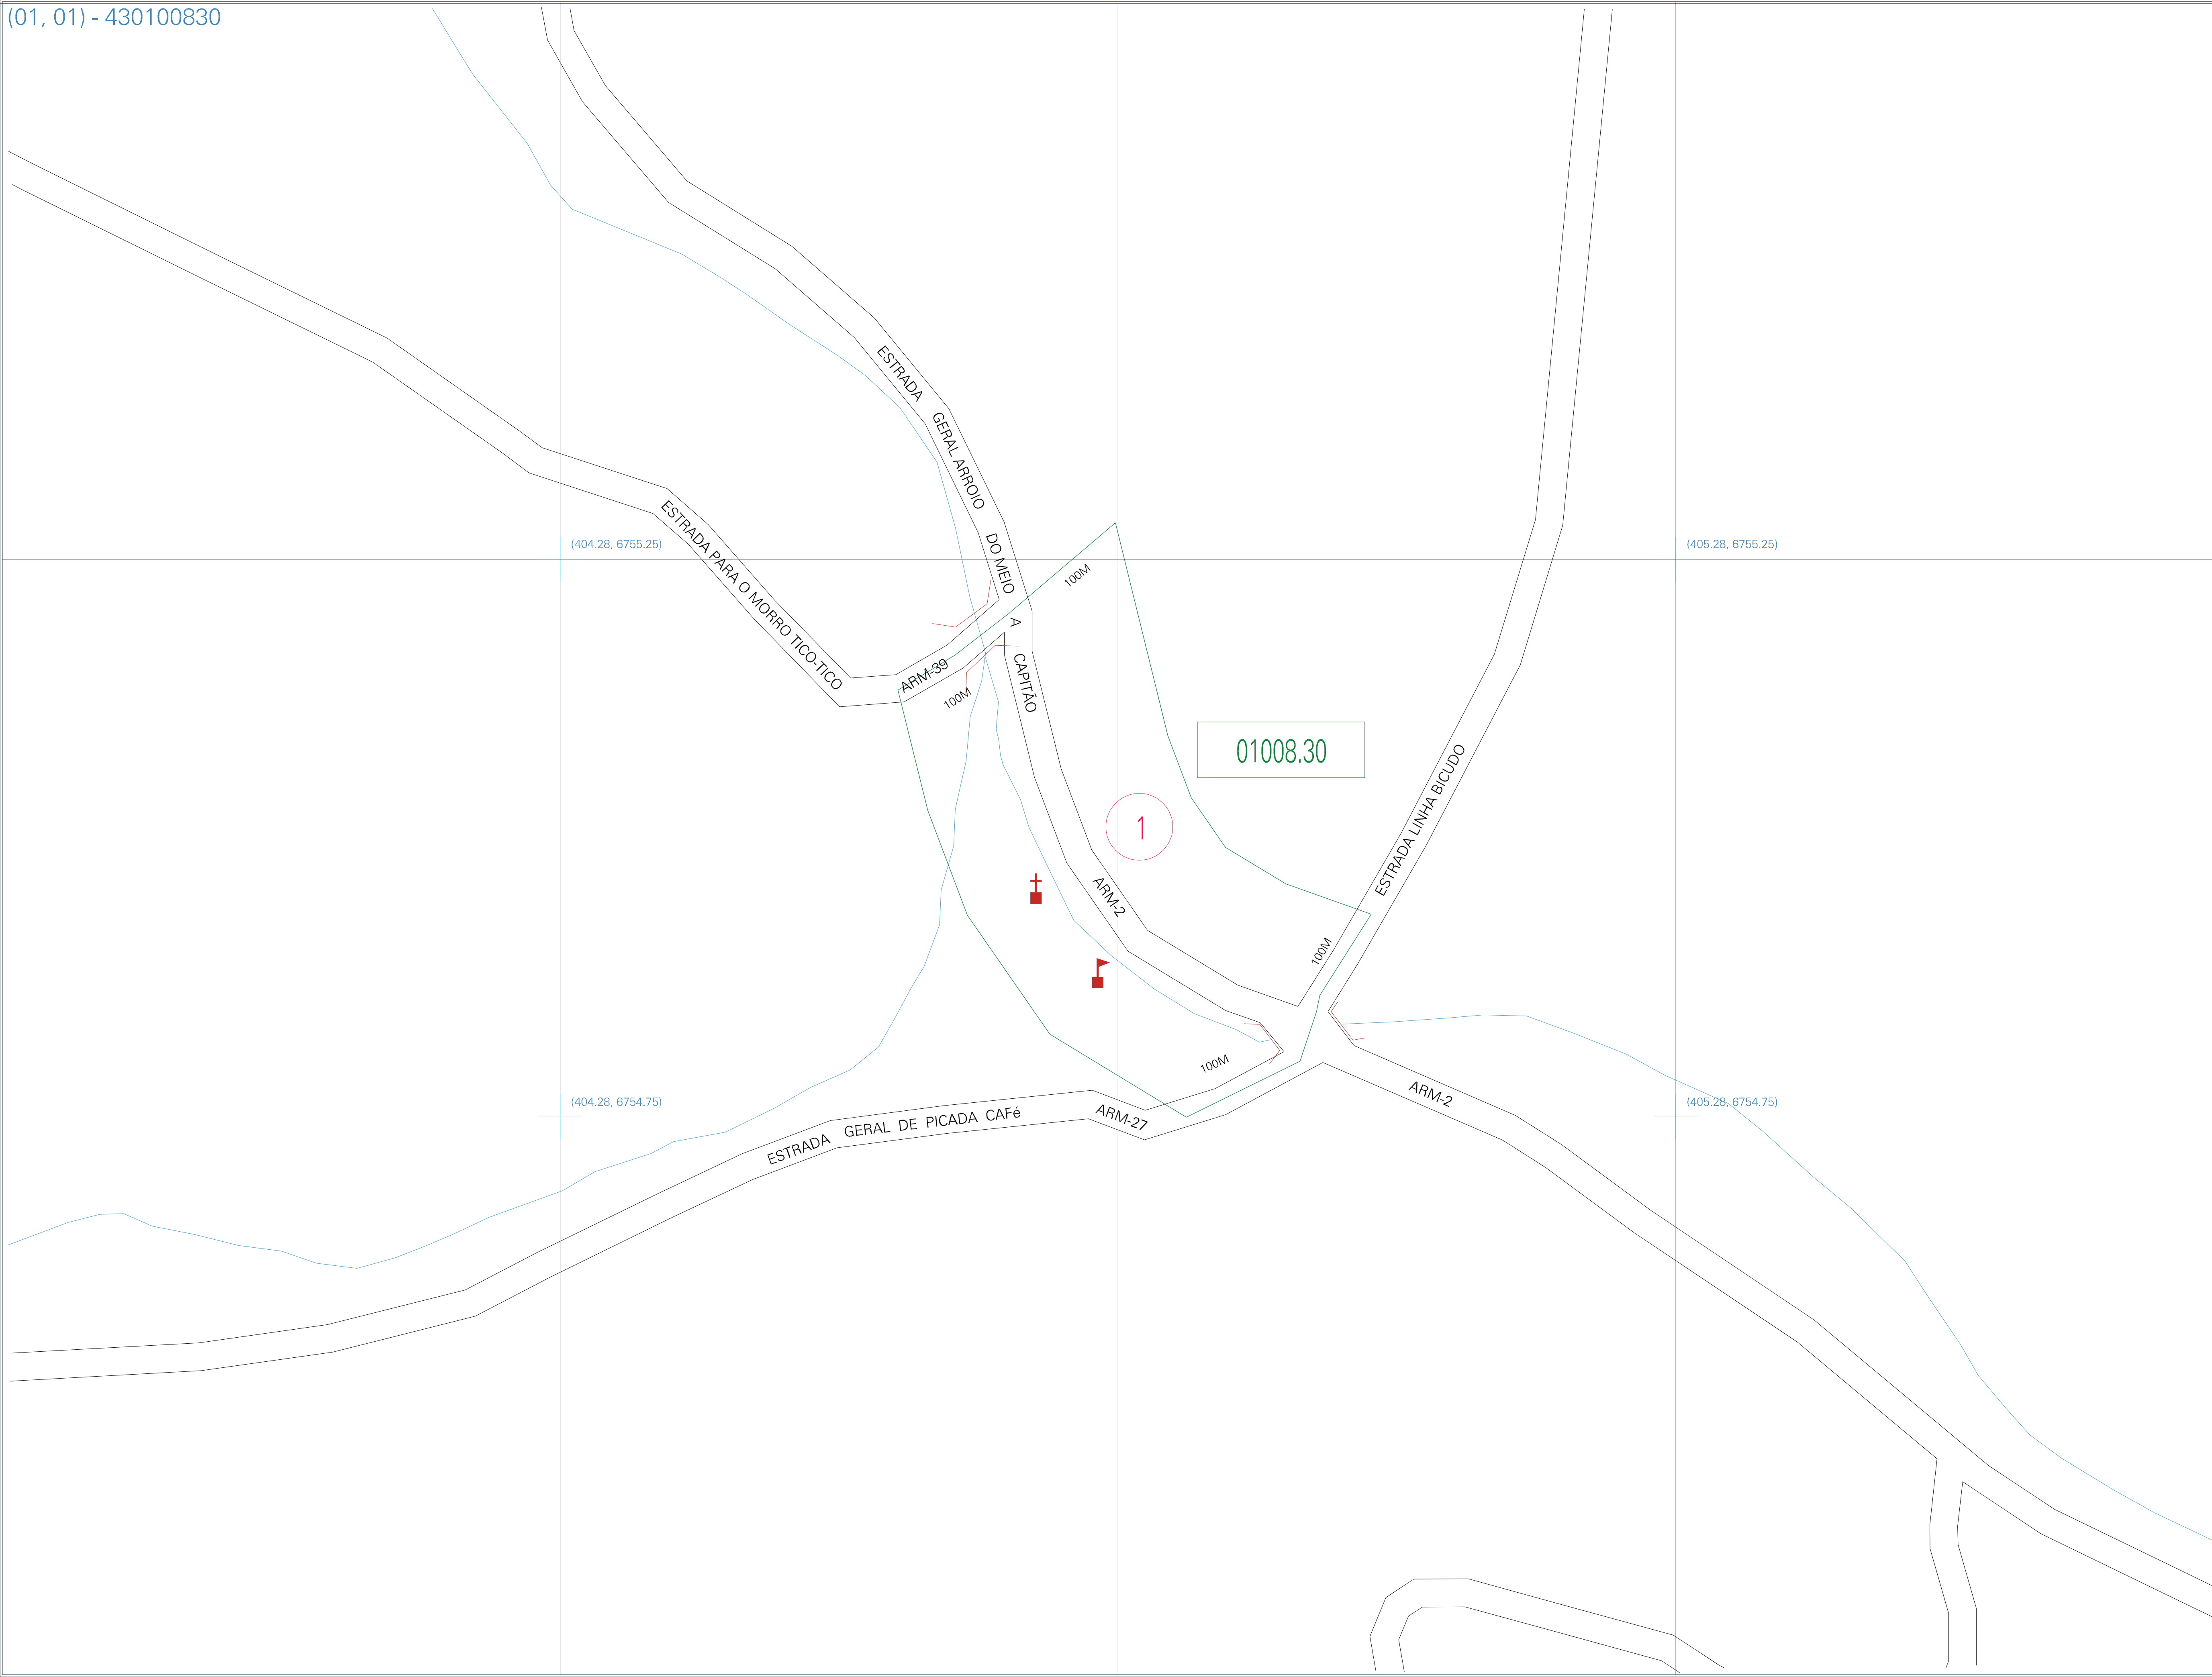 (01, 01) - 430100830
ESTRADA GERAL ARROIO DO MEIO A CAPITÃO
(404.28, 6755.25)
(405.28, 6755.25)
ESTRADA PARA O MORRO TICO-TICO
100M
ARM-39
100M
01008.30
ESTRADA LINHA BICUDO
1
ARM-2
100M
100M
ARM-2
(404.28, 6754.75)
(405.28, 6754.75)
ESTRADA GERAL DE PICADA CAFé
ARM-27